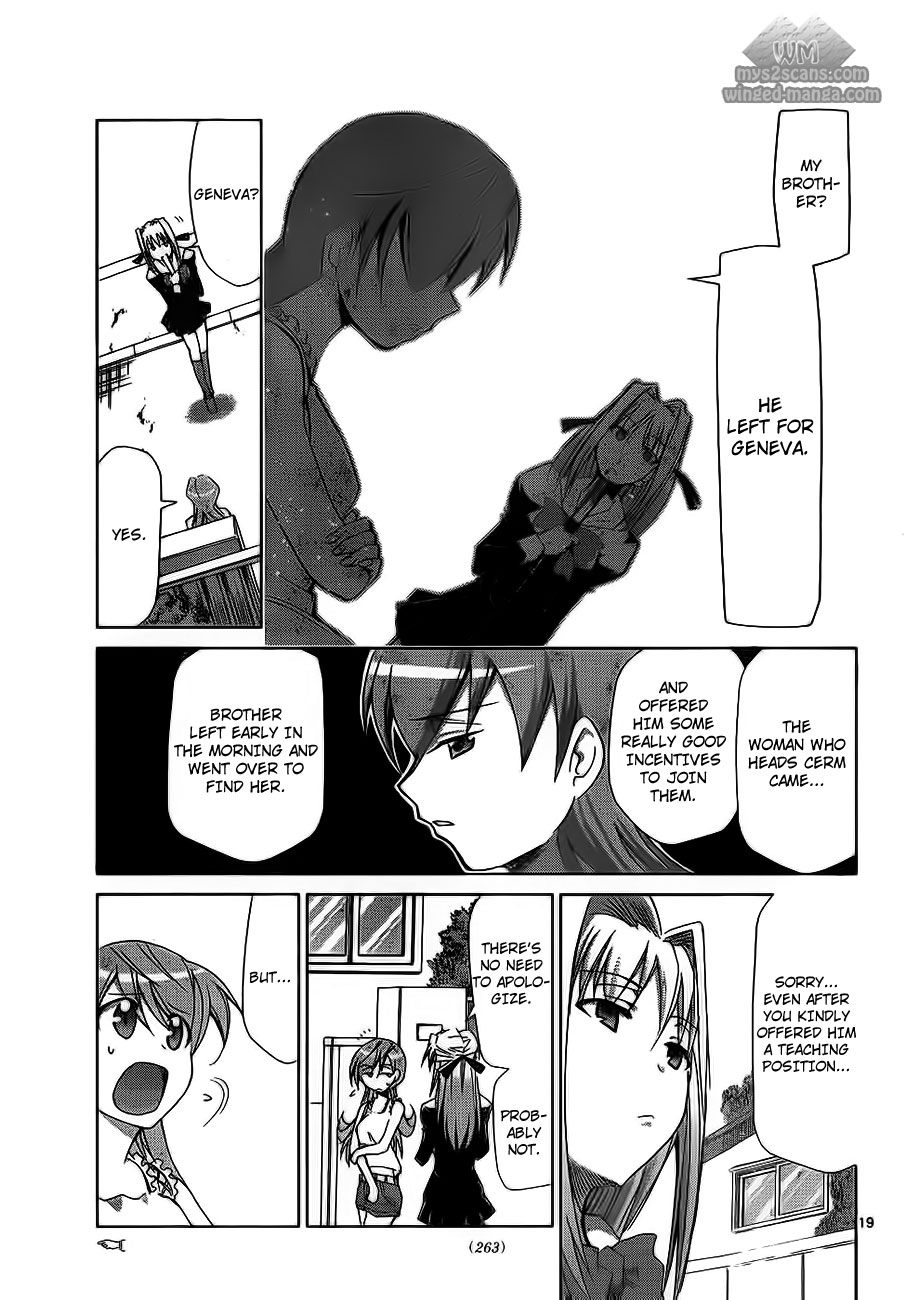 WM
mys2scans.com
winged-manga.com
MY
BROTH-
ER?
HE
LEFT FOR
GENEVA.
GENEVA?
YES.
THE
WOMAN WHO
HEADS CERM
CAME...
AND
OFFERED
HIM SOME
REALLY GOOD
INCENTIVES
TO JOIN
THEM.
BROTHER
LEFT EARLY IN
THE MORNING AND
WENT OVER TO
FIND HER.
SORRY...
EVEN AFTER
YOU KINDLY
OFFERED HIM
A TEACHING
POSITION...
THERE'S
NO NEED
TO APOLO-
GIZE.
PROB-
ABLY
NOT.
BUT...
19
(263)